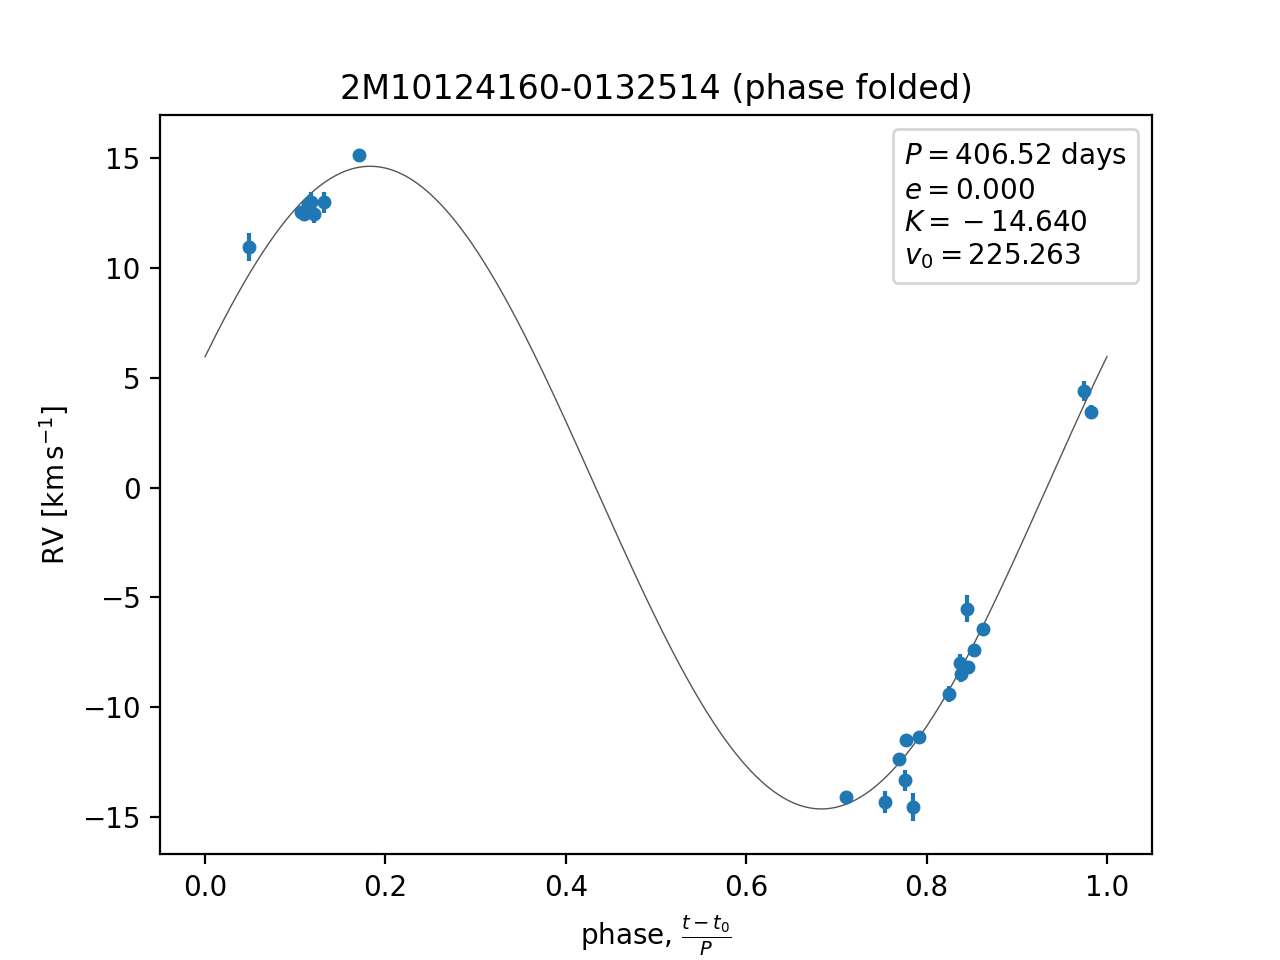 2M10124160-0132514 (phase folded)
P = 406.52 days
e = 0.000
K = −14.640
v₀ = 225.263
RV [km s⁻¹]
15
10
5
0
−5
−10
−15
0.0 0.2 0.4 0.6 0.8 1.0
phase, (t − t₀)/P